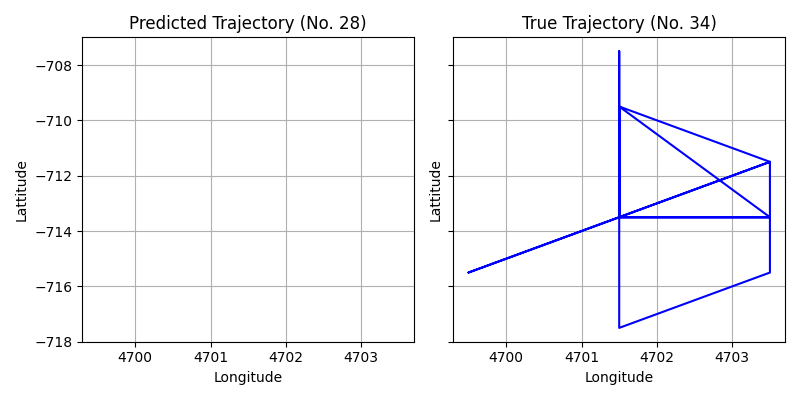 Predicted Trajectory (No. 28)
True Trajectory (No. 34)
−708
−710
−712
−714
−716
−718
Lattitude
Lattitude
4700 4701 4702 4703
4700 4701 4702 4703
Longitude
Longitude